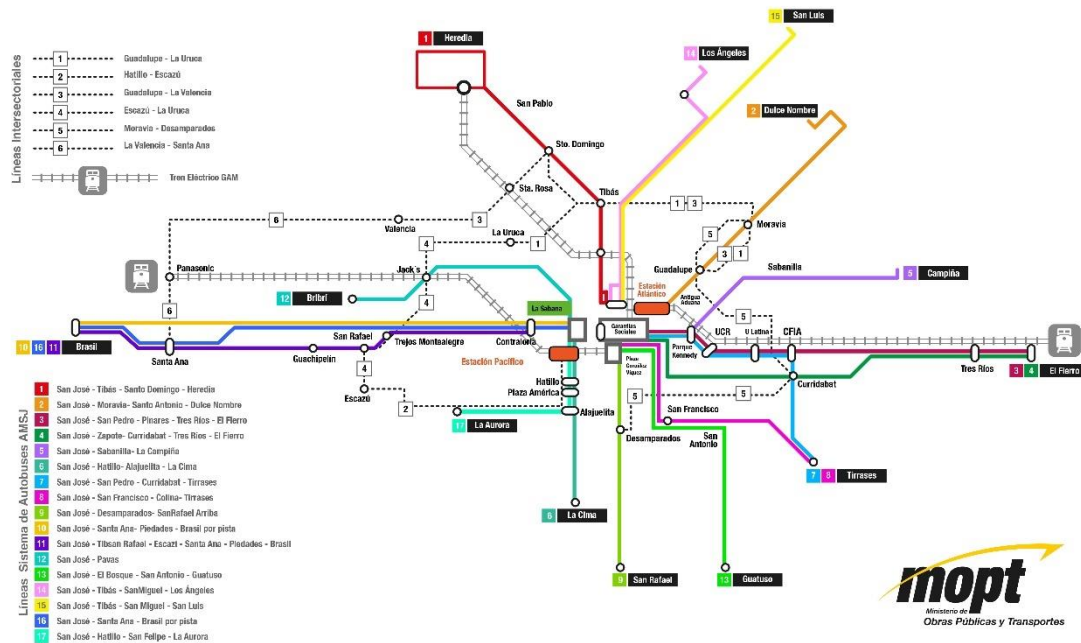 Líneas Intersectoriales
1 Guadalupe - La Uruca
2 Hatillo - Escazú
3 Guadalupe - La Valencia
4 Escazú - La Uruca
5 Moravia - Desamparados
6 La Valencia - Santa Ana
Tren Eléctrico GAM
1 Heredia
San Pablo
Sto. Domingo
Sta. Rosa
Tibás
14 Los Ángeles
15 San Luis
2 Dulce Nombre
1 3
Moravia
5
3 1
Guadalupe
6
Valencia
3
La Uruca
4
1
Panasonic
Jack's
12 Bribrí
4
6
La Sabana
Estación Atlántico
Antigua Aduana
Sabanilla
5 Campiña
5
10 16 11 Brasil
Santa Ana
Guachipelín
San Rafael
Trejos Montealegre
Contraloría
Estación Pacífico
Garantías Sociales
Plaza González Víquez
Parque Kennedy
UCR
U Latina
CFIA
Curridabat
Tres Ríos
3 4 El Fierro
4
Escazú
2
Hatillo
Plaza América
Alajuelita
17 La Aurora
6 La Cima
5
Desamparados
San Francisco
San Antonio
7 8 Tirrases
9 San Rafael
13 Guatuso
Líneas Sistema de Autobuses AMSJ
1 San José - Tibás - Santo Domingo - Heredia
2 San José - Moravia- Santo Antonio - Dulce Nombre
3 San José - San Pedro - Pinares - Tres Ríos - El Fierro
4 San José - Zapote- Curridabat - Tres Ríos - El Fierro
5 San José - Sabanilla- La Campiña
6 San José - Hatillo- Alajuelita - La Cima
7 San José - San Pedro - Curridabat - Tirrases
8 San José - San Francisco - Colina- Tirrases
9 San José - Desamparados- SanRafael Arriba
10 San José - Santa Ana- Piedades - Brasil por pista
11 San José - Tibsan Rafael - Escazí - Santa Ana - Piedades - Brasil
12 San José - Pavas
13 San José - El Bosque - San Antonio - Guatuso
14 San José - Tibás - SanMiguel - Los Ángeles
15 San José - Tibás - San Miguel - San Luis
16 San José - Santa Ana - Brasil por pista
17 San José - Hatillo - San Felipe - La Aurora
mopt
Ministerio de
Obras Públicas y Transportes